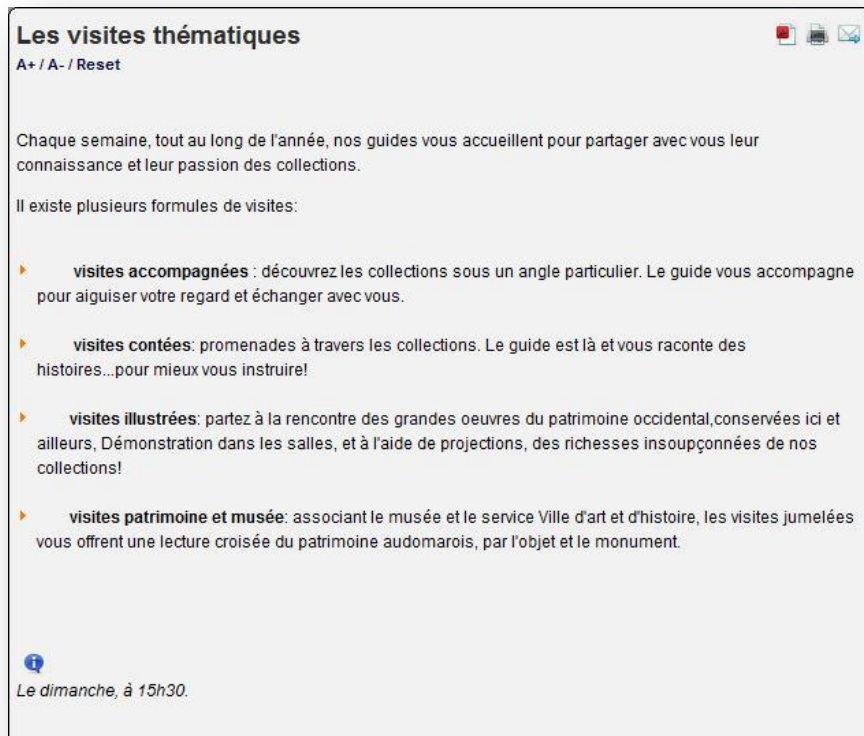 Les visites thématiques
A+ / A- / Reset
Chaque semaine, tout au long de l'année, nos guides vous accueillent pour partager avec vous leur
connaissance et leur passion des collections.
Il existe plusieurs formules de visites:
visites accompagnées : découvrez les collections sous un angle particulier. Le guide vous accompagne
pour aiguiser votre regard et échanger avec vous.
visites contées: promenades à travers les collections. Le guide est là et vous raconte des
histoires...pour mieux vous instruire!
visites illustrées: partez à la rencontre des grandes oeuvres du patrimoine occidental,conservées ici et
ailleurs, Démonstration dans les salles, et à l'aide de projections, des richesses insoupçonnées de nos
collections!
visites patrimoine et musée: associant le musée et le service Ville d'art et d'histoire, les visites jumelées
vous offrent une lecture croisée du patrimoine audomarois, par l'objet et le monument.
Le dimanche, à 15h30.